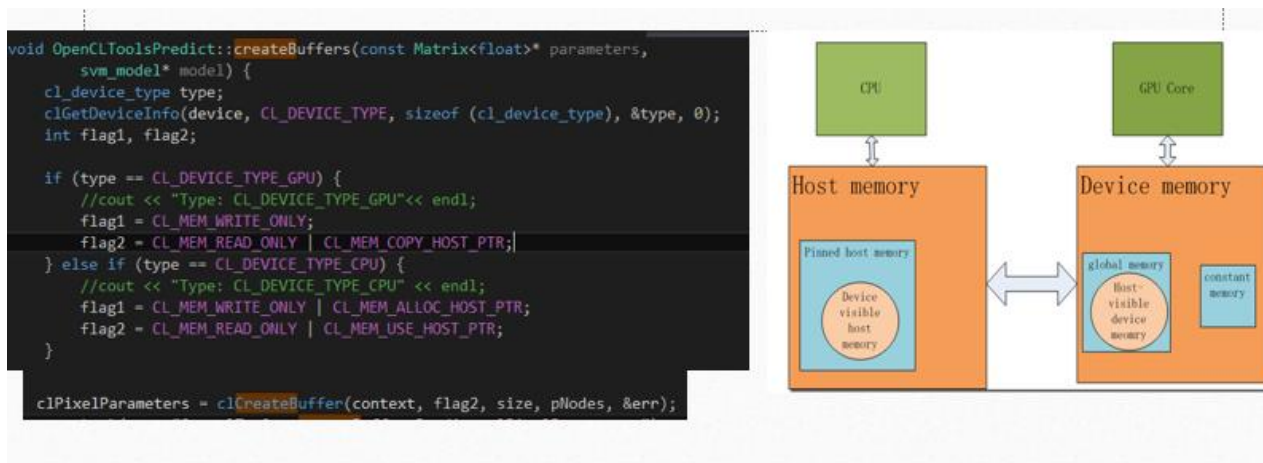 void OpenCLToolsPredict::createBuffers(const Matrix<float>* parameters,
svm_model* model) {
cl_device_type type;
clGetDeviceInfo(device, CL_DEVICE_TYPE, sizeof (cl_device_type), &type, 0);
int flag1, flag2;
if (type == CL_DEVICE_TYPE_GPU) {
//cout << "Type: CL_DEVICE_TYPE_GPU"<< endl;
flag1 = CL_MEM_WRITE_ONLY;
flag2 = CL_MEM_READ_ONLY | CL_MEM_COPY_HOST_PTR;
} else if (type == CL_DEVICE_TYPE_CPU) {
//cout << "Type: CL_DEVICE_TYPE_CPU" << endl;
flag1 = CL_MEM_WRITE_ONLY | CL_MEM_ALLOC_HOST_PTR;
flag2 = CL_MEM_READ_ONLY | CL_MEM_USE_HOST_PTR;
}
clPixelParameters = clCreateBuffer(context, flag2, size, pNodes, &err);
CPU
GPU Core
Host memory
Device memory
Pinned host memory
Device
visible
host
memory
global memory
Host-
visible
device
meomry
constant
memory